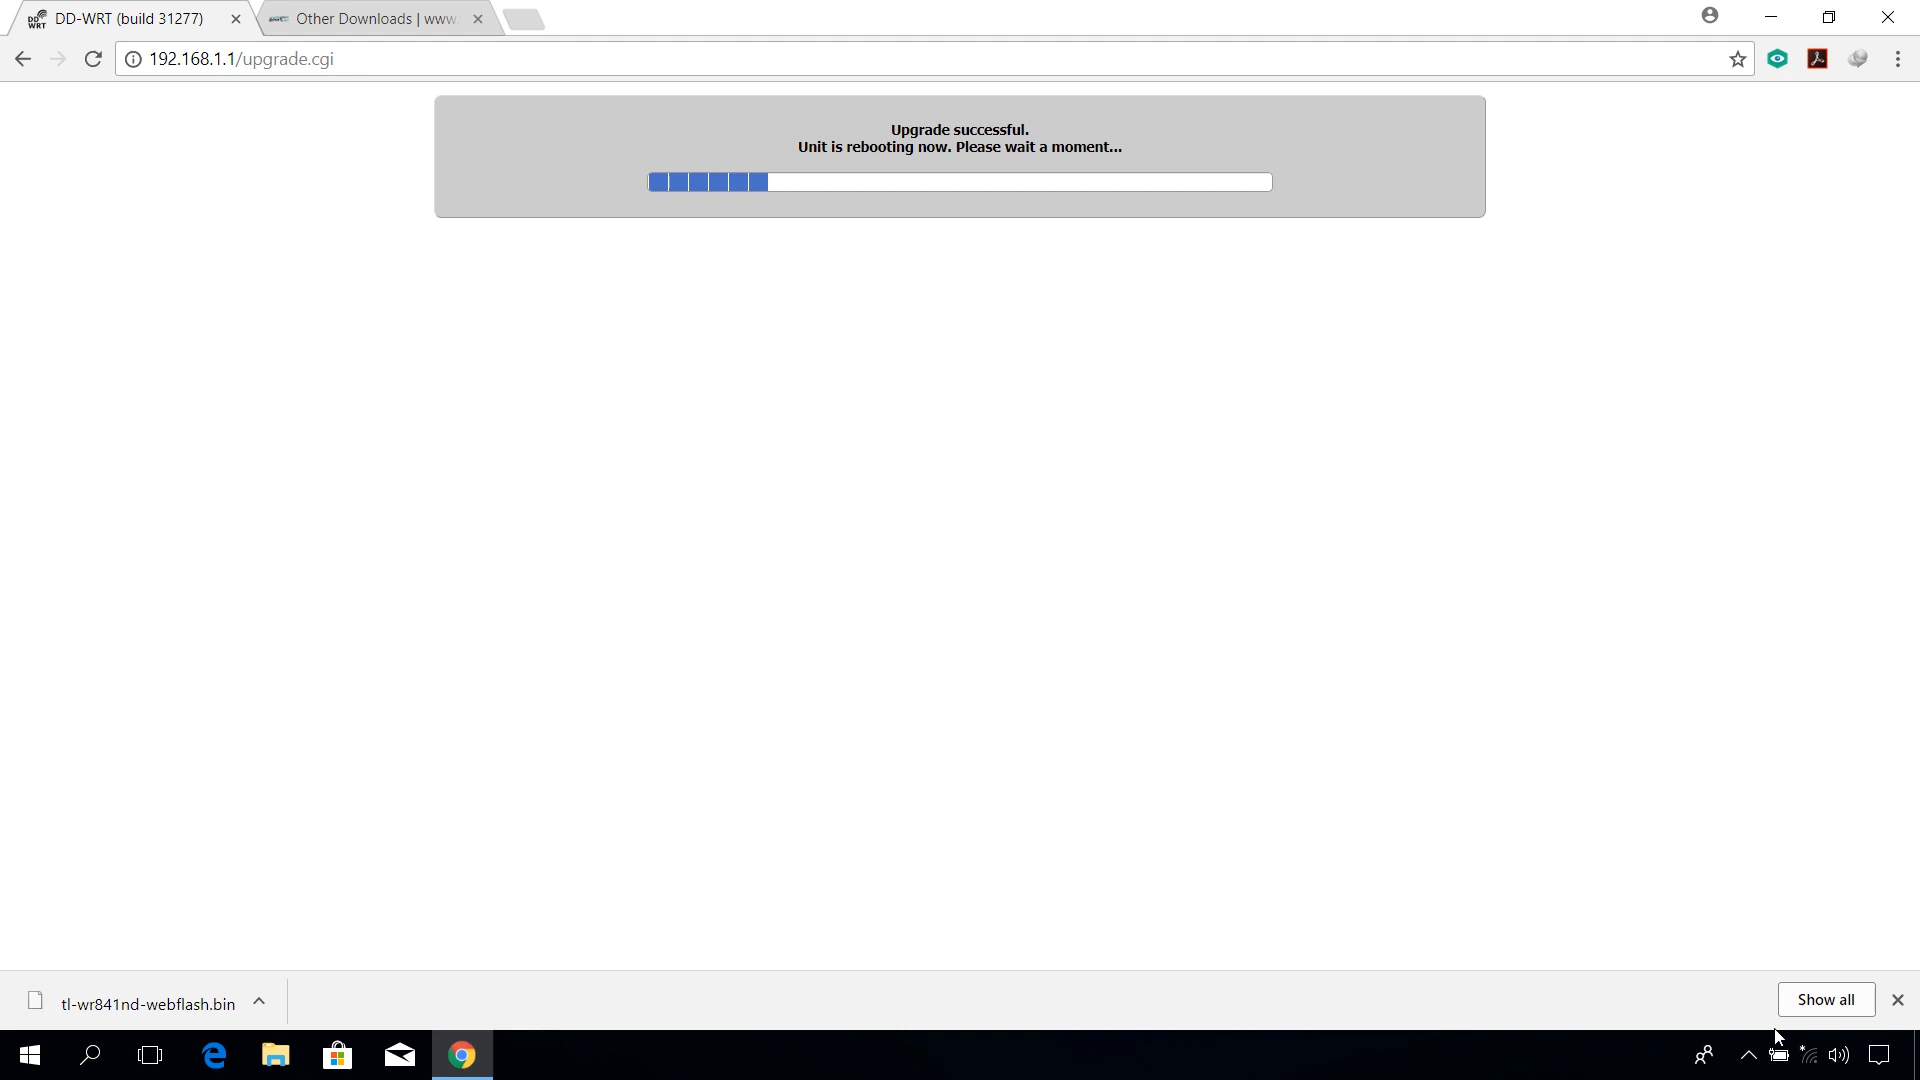 DD-WRT (build 31277)
Other Downloads | www.
192.168.1.1/upgrade.cgi
Upgrade successful.
Unit is rebooting now. Please wait a moment...
tl-wr841nd-webflash.bin
Show all